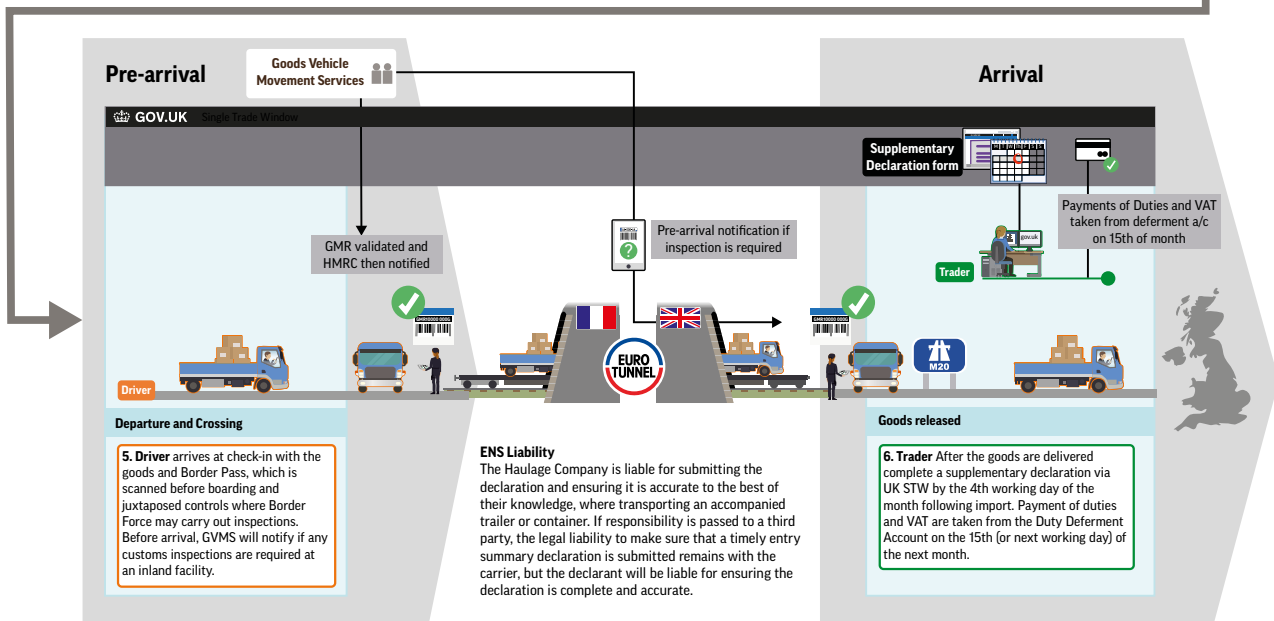 Pre-arrival
Goods Vehicle
Movement Services
Arrival
GOV.UK Single Trade Window
Supplementary
Declaration form
M T W Th F S S
Payments of Duties and VAT
taken from deferment a/c
on 15th of month
GMR validated and
HMRC then notified
Pre-arrival notification if
inspection is required
?
gov.uk
Trader
EURO
TUNNEL
M20
Driver
Departure and Crossing
5. Driver arrives at check-in with the
goods and Border Pass, which is
scanned before boarding and
juxtaposed controls where Border
Force may carry out inspections.
Before arrival, GVMS will notify if any
customs inspections are required at
an inland facility.
ENS Liability
The Haulage Company is liable for submitting the
declaration and ensuring it is accurate to the best of
their knowledge, where transporting an accompanied
trailer or container. If responsibility is passed to a third
party, the legal liability to make sure that a timely entry
summary declaration is submitted remains with the
carrier, but the declarant will be liable for ensuring the
declaration is complete and accurate.
Goods released
6. Trader After the goods are delivered
complete a supplementary declaration via
UK STW by the 4th working day of the
month following import. Payment of duties
and VAT are taken from the Duty Deferment
Account on the 15th (or next working day) of
the next month.